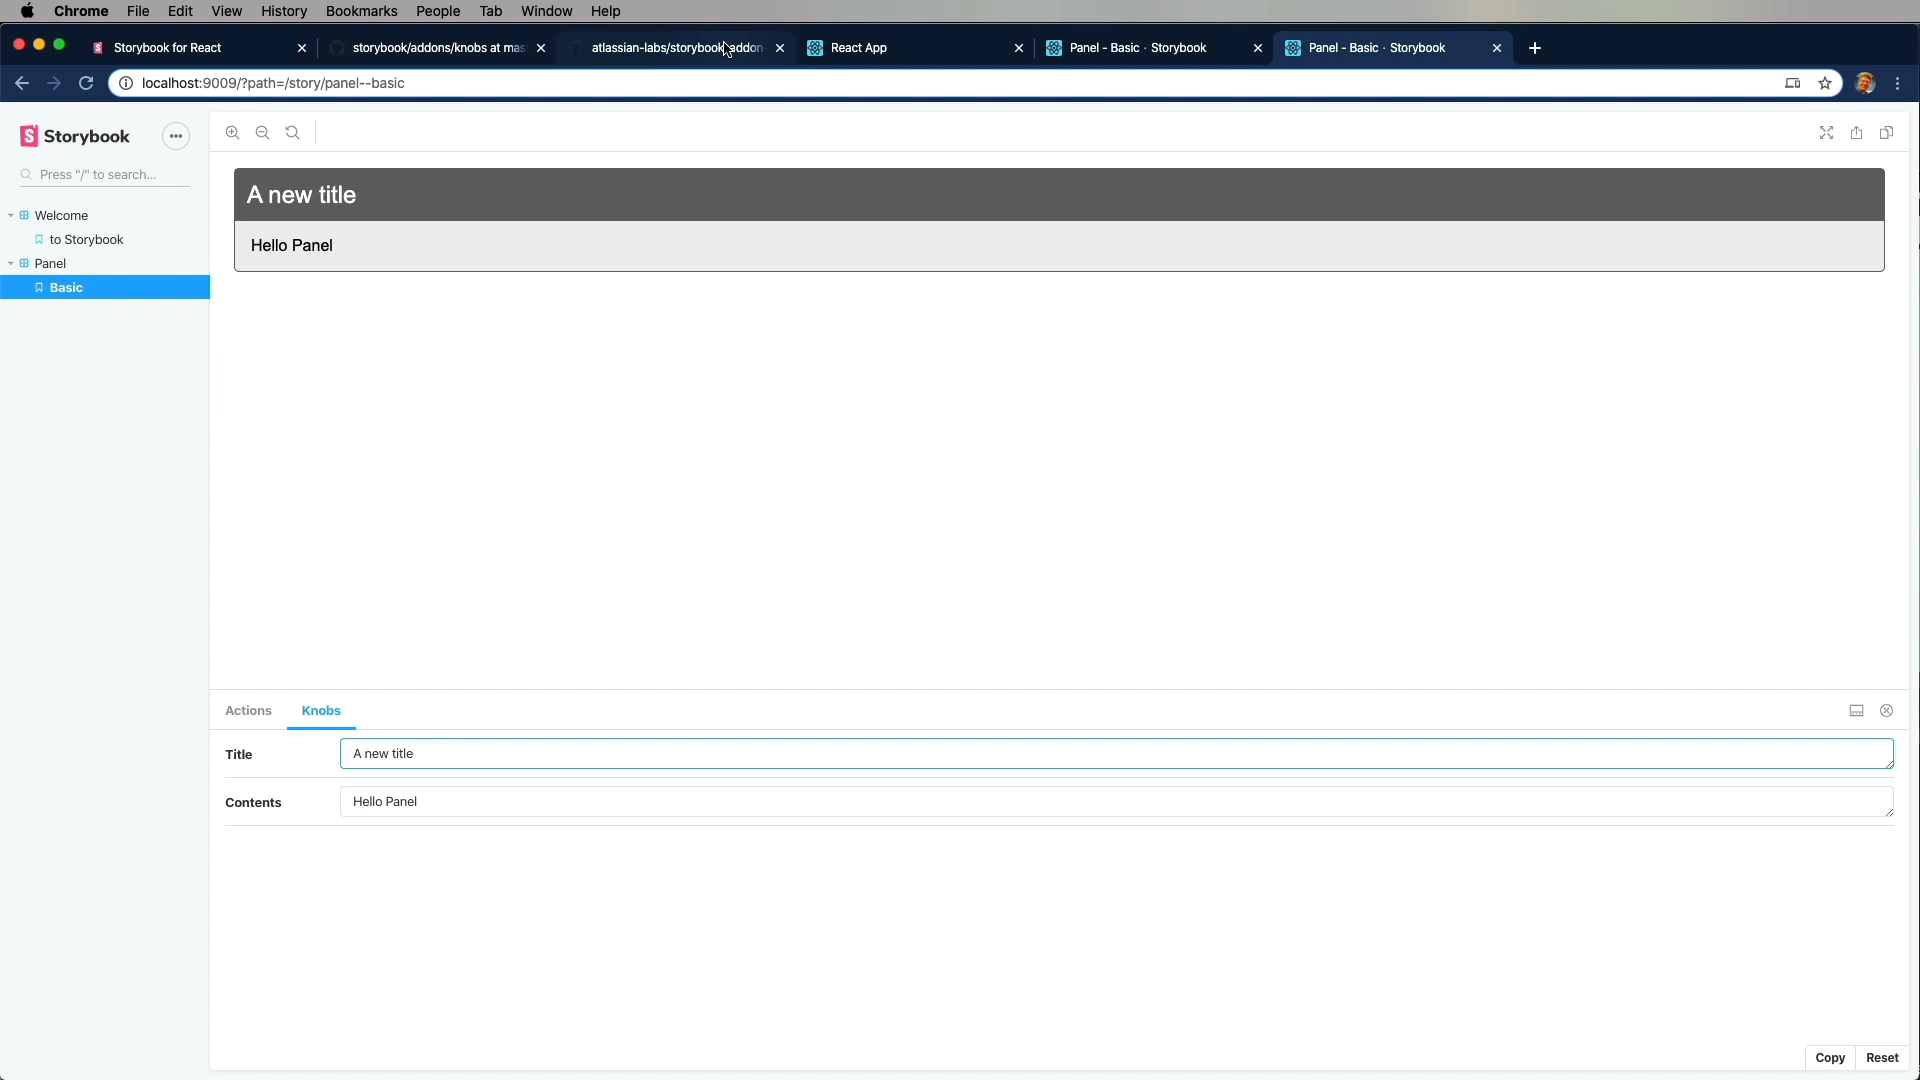 Chrome File Edit View History Bookmarks People Tab Window Help
Storybook for React
storybook/addons/knobs at mas
atlassian-labs/storybook-addon-
React App
Panel - Basic · Storybook
Panel - Basic · Storybook
localhost:9009/?path=/story/panel--basic
Storybook
Press "/" to search...
Welcome
to Storybook
Panel
Basic
A new title
Hello Panel
Actions Knobs
Title A new title
Contents Hello Panel
Copy Reset